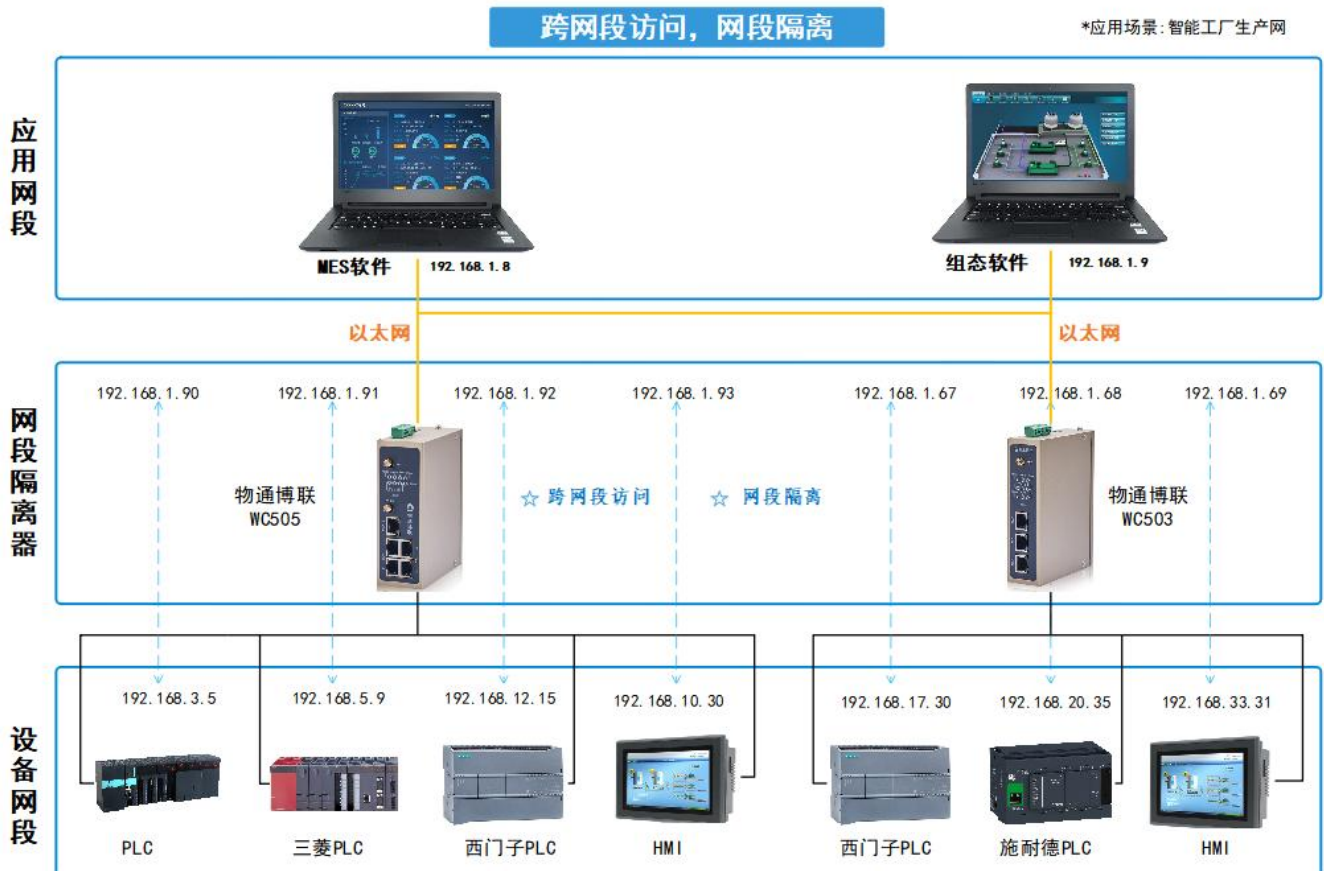 跨网段访问，网段隔离
*应用场景:智能工厂生产网
应用网段
MES软件 192.168.1.8
组态软件 192.168.1.9
以太网
以太网
网段隔离器
192.168.1.90
192.168.1.91
192.168.1.92
192.168.1.93
192.168.1.67
192.168.1.68
192.168.1.69
物通博联
WC505
☆ 跨网段访问
☆ 网段隔离
物通博联
WC503
设备网段
192.168.3.5
192.168.5.9
192.168.12.15
192.168.10.30
192.168.17.30
192.168.20.35
192.168.33.31
PLC
三菱PLC
西门子PLC
HMI
西门子PLC
施耐德PLC
HMI